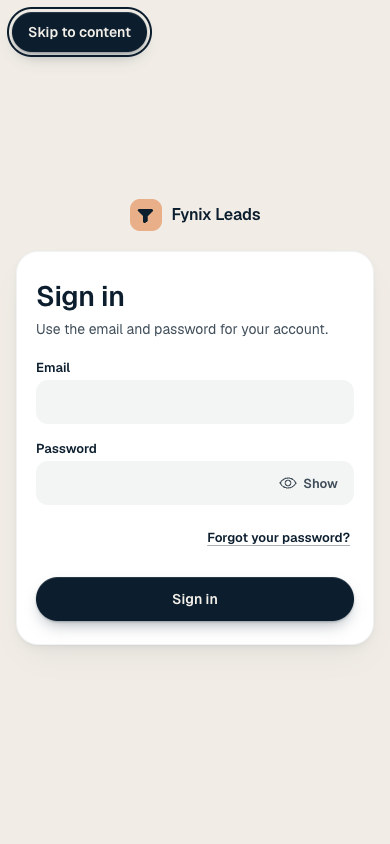 Skip to content
Fynix Leads
Sign in
Use the email and password for your account.
Email
Password
Show
Forgot your password?
Sign in